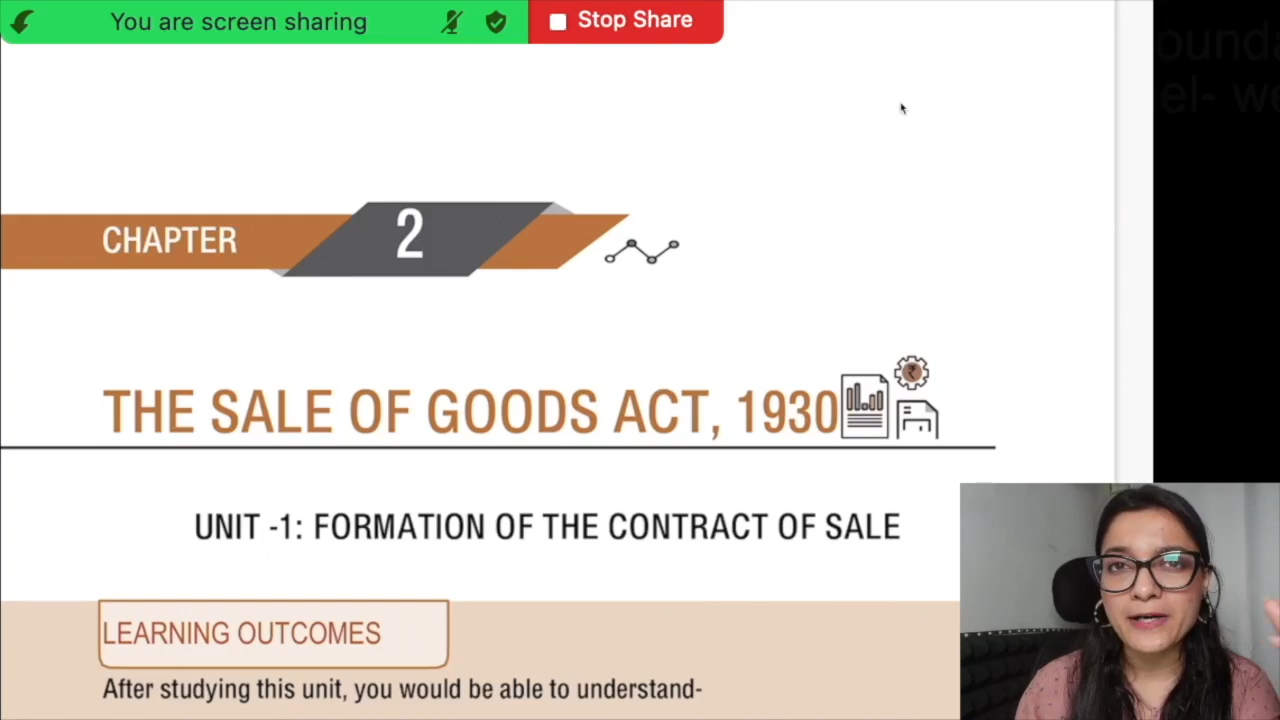 You are screen sharing
Stop Share
CHAPTER 2
THE SALE OF GOODS ACT, 1930
UNIT -1: FORMATION OF THE CONTRACT OF SALE
LEARNING OUTCOMES
After studying this unit, you would be able to understand-